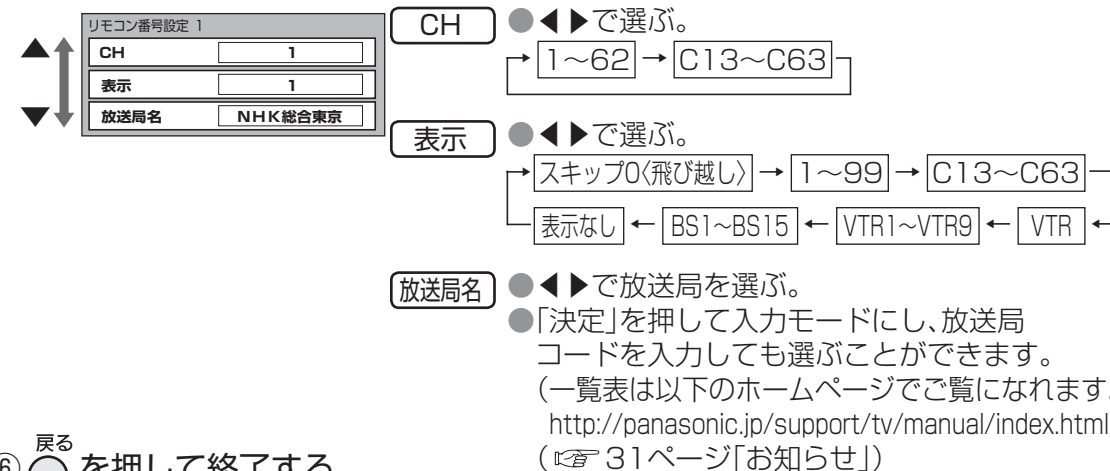 リモコン番号設定 1
CH 1
表示 1
放送局名 NHK総合東京
CH ●◀ ▶で選ぶ。
1～62 → C13～C63
表示 ●◀ ▶で選ぶ。
スキップ0〈飛び越し〉 → 1～99 → C13～C63
表示なし ← BS1～BS15 ← VTR1～VTR9 ← VTR ←
放送局名 ●◀ ▶で放送局を選ぶ。
●「決定」を押して入力モードにし、放送局
コードを入力しても選ぶことができます。
（一覧表は以下のホームページでご覧になれます。
http://panasonic.jp/support/tv/manual/index.html
（☞ 31ページ「お知らせ」）
戻る
⑥ を押して終了する